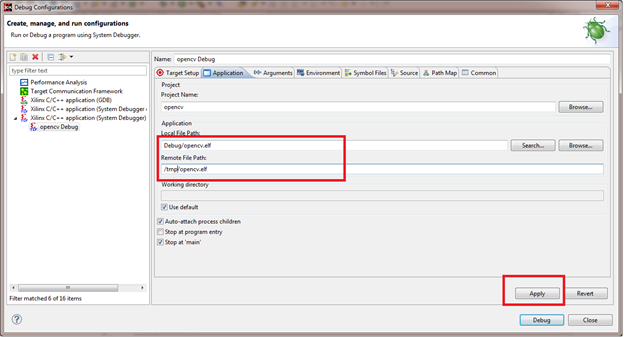 Debug Configurations
Create, manage, and run configurations
Run or Debug a program using System Debugger.
type filter text
Performance Analysis
Target Communication Framework
Xilinx C/C++ application (GDB)
Xilinx C/C++ application (System Debugger
Xilinx C/C++ application (System Debugger)
opencv Debug
Filter matched 6 of 16 items
Name: opencv Debug
Target Setup Application Arguments Environment Symbol Files Source Path Map Common
Project
Project Name:
opencv Browse...
Application
Local File Path:
Debug/opencv.elf Search... Browse...
Remote File Path:
/tmp/opencv.elf
Working directory
Use default
Auto-attach process children
Stop at program entry
Stop at 'main'
Apply Revert
Debug Close